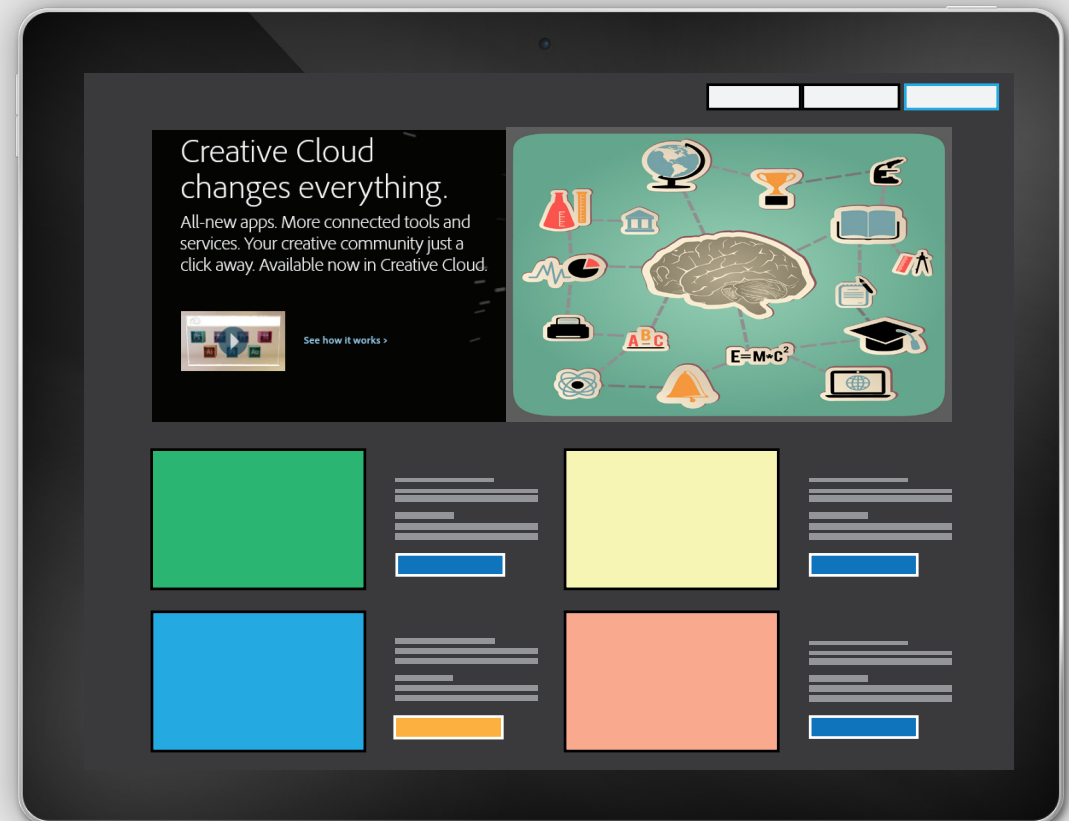 Creative Cloud
changes everything.
All-new apps. More connected tools and
services. Your creative community just a
click away. Available now in Creative Cloud.
See how it works ›
E
A B C
E=M*C²